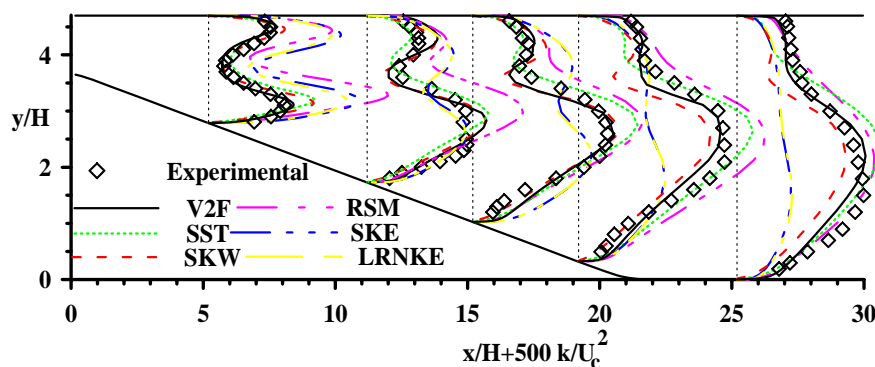 4
y/H
2
0
Experimental
V2F RSM
SST SKE
SKW LRNKE
0 5 10 15 20 25 30
x/H+500 k/U_c^2